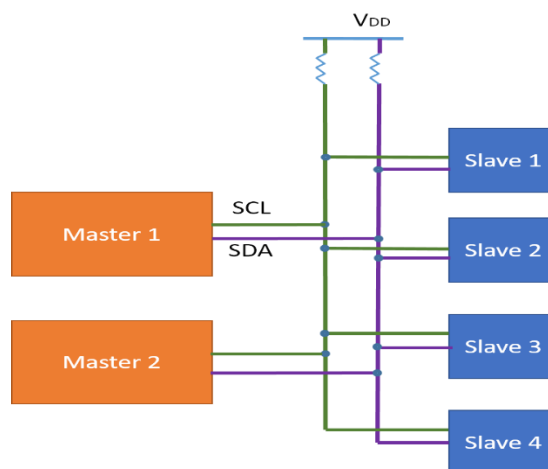 VDD
Slave 1
SCL
Master 1
SDA
Slave 2
Slave 3
Master 2
Slave 4